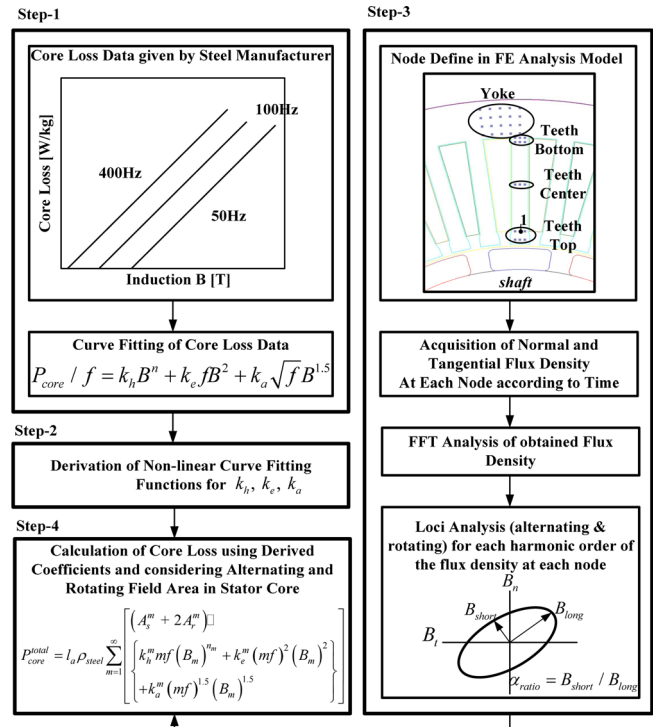 Step-1
Core Loss Data given by Steel Manufacturer
Core Loss [W/kg]
100Hz
400Hz
50Hz
Induction B [T]
Curve Fitting of Core Loss Data
P_core / f = k_h B^n + k_e f B^2 + k_a √f B^1.5
Step-2
Derivation of Non-linear Curve Fitting
Functions for k_h, k_e, k_a
Step-4
Calculation of Core Loss using Derived
Coefficients and considering Alternating and
Rotating Field Area in Stator Core
(A_s^m + 2A_r^m)□
P_core^total = l_a ρ_steel ∑_{m=1}^∞ [ { k_h^m mf (B_m)^{n_m} + k_e^m (mf)^2 (B_m)^2
+k_a^m (mf)^1.5 (B_m)^1.5 } ]
Step-3
Node Define in FE Analysis Model
Yoke
Teeth
Bottom
Teeth
Center
1
Teeth
Top
shaft
Acquisition of Normal and
Tangential Flux Density
At Each Node according to Time
FFT Analysis of obtained Flux
Density
Loci Analysis (alternating &
rotating) for each harmonic order of
the flux density at each node
B_n
B_short
B_long
B_t
α_ratio = B_short / B_long